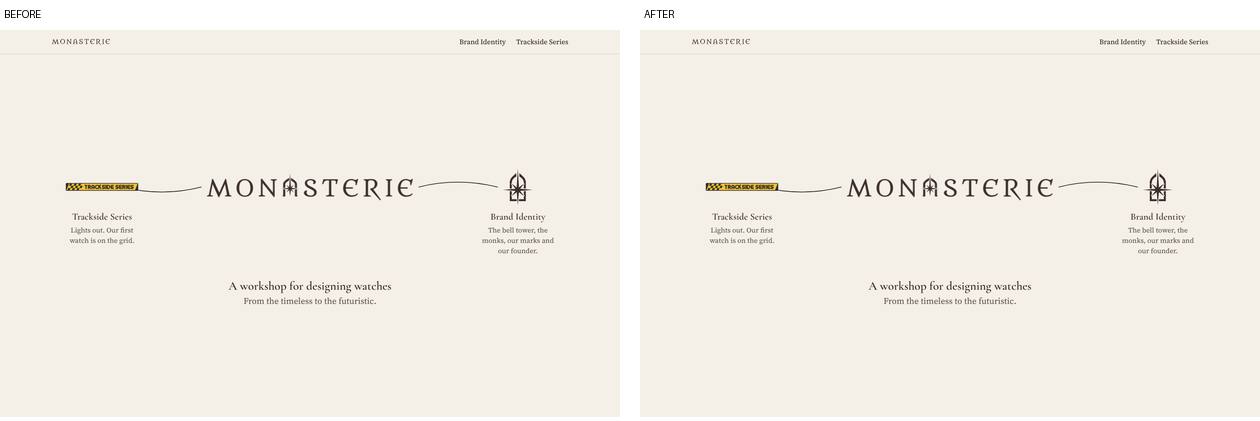 BEFORE
MONASTERIE
Brand Identity Trackside Series
TRACKSIDE SERIES
MONASTERIE
Trackside Series
Lights out. Our first
watch is on the grid.
Brand Identity
The bell tower, the
monks, our marks and
our founder.
A workshop for designing watches
From the timeless to the futuristic.
AFTER
MONASTERIE
Brand Identity Trackside Series
TRACKSIDE SERIES
MONASTERIE
Trackside Series
Lights out. Our first
watch is on the grid.
Brand Identity
The bell tower, the
monks, our marks and
our founder.
A workshop for designing watches
From the timeless to the futuristic.